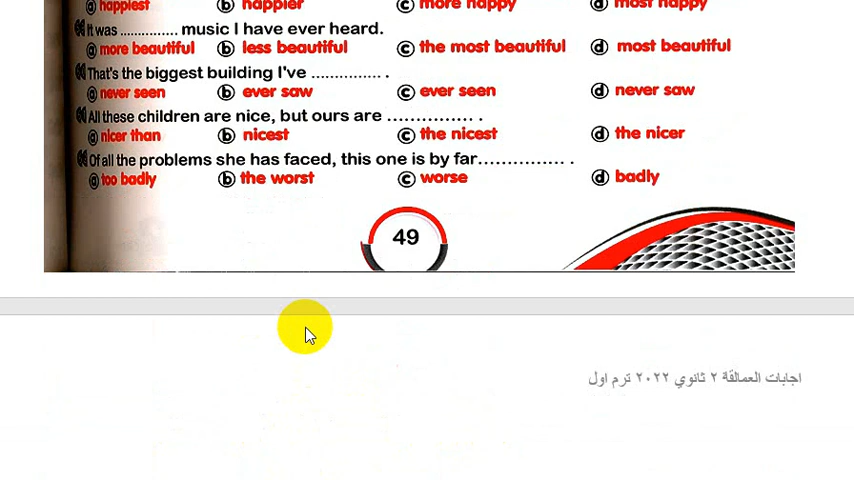 ⓐ happiest ⓑ happier ⓒ more happy ⓓ most happy
It was ............... music I have ever heard.
ⓐ more beautiful ⓑ less beautiful ⓒ the most beautiful ⓓ most beautiful
That's the biggest building I've ............... .
ⓐ never seen ⓑ ever saw ⓒ ever seen ⓓ never saw
All these children are nice, but ours are ............... .
ⓐ nicer than ⓑ nicest ⓒ the nicest ⓓ the nicer
Of all the problems she has faced, this one is by far............... .
ⓐ too badly ⓑ the worst ⓒ worse ⓓ badly
49
اجابات العمالقة ٢ ثانوي ٢٠٢٢ ترم اول